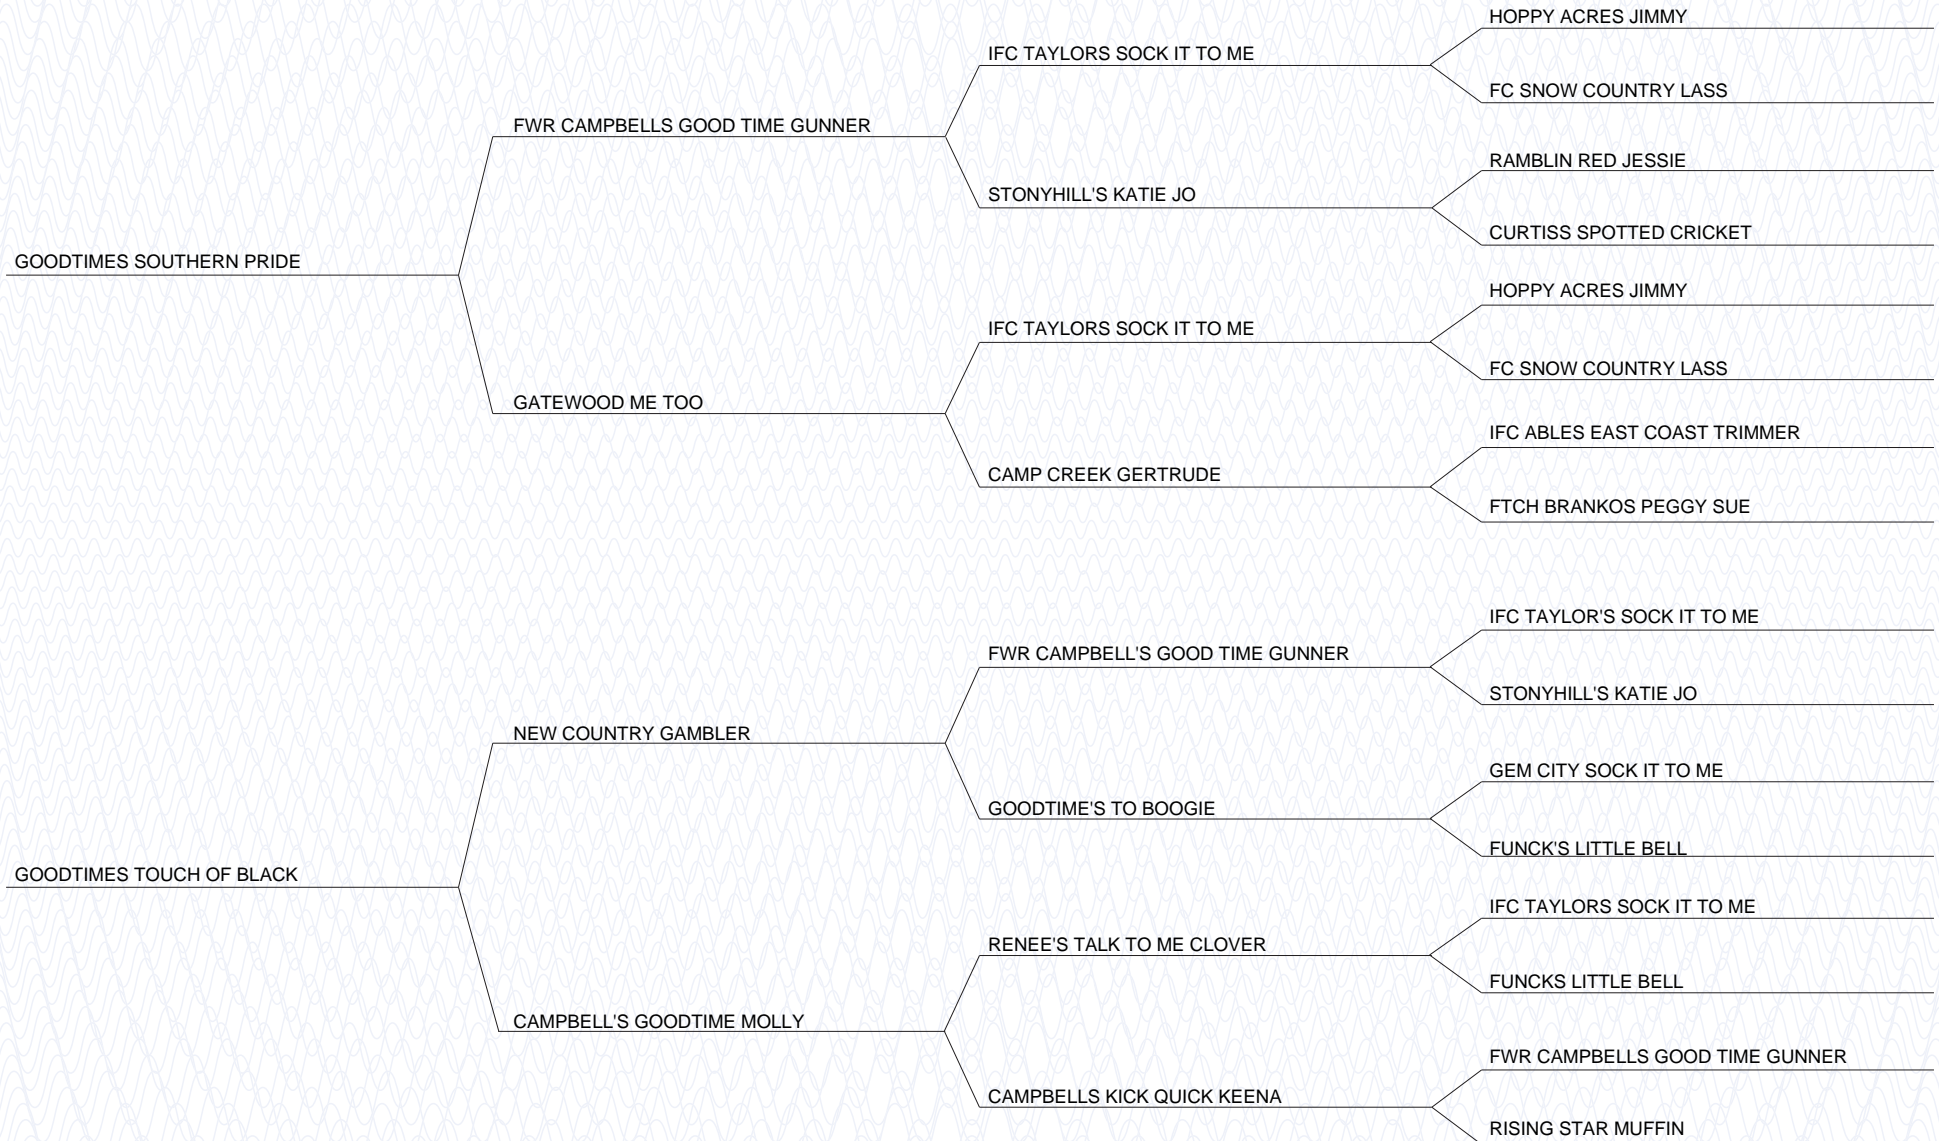 HOPPY ACRES JIMMY
IFC TAYLORS SOCK IT TO ME
FC SNOW COUNTRY LASS
FWR CAMPBELLS GOOD TIME GUNNER
RAMBLIN RED JESSIE
STONYHILL'S KATIE JO
CURTISS SPOTTED CRICKET
GOODTIMES SOUTHERN PRIDE
HOPPY ACRES JIMMY
IFC TAYLORS SOCK IT TO ME
FC SNOW COUNTRY LASS
GATEWOOD ME TOO
IFC ABLES EAST COAST TRIMMER
CAMP CREEK GERTRUDE
FTCH BRANKOS PEGGY SUE
IFC TAYLOR'S SOCK IT TO ME
FWR CAMPBELL'S GOOD TIME GUNNER
STONYHILL'S KATIE JO
NEW COUNTRY GAMBLER
GEM CITY SOCK IT TO ME
GOODTIME'S TO BOOGIE
FUNCK'S LITTLE BELL
GOODTIMES TOUCH OF BLACK
IFC TAYLORS SOCK IT TO ME
RENEE'S TALK TO ME CLOVER
FUNCKS LITTLE BELL
CAMPBELL'S GOODTIME MOLLY
FWR CAMPBELLS GOOD TIME GUNNER
CAMPBELLS KICK QUICK KEENA
RISING STAR MUFFIN